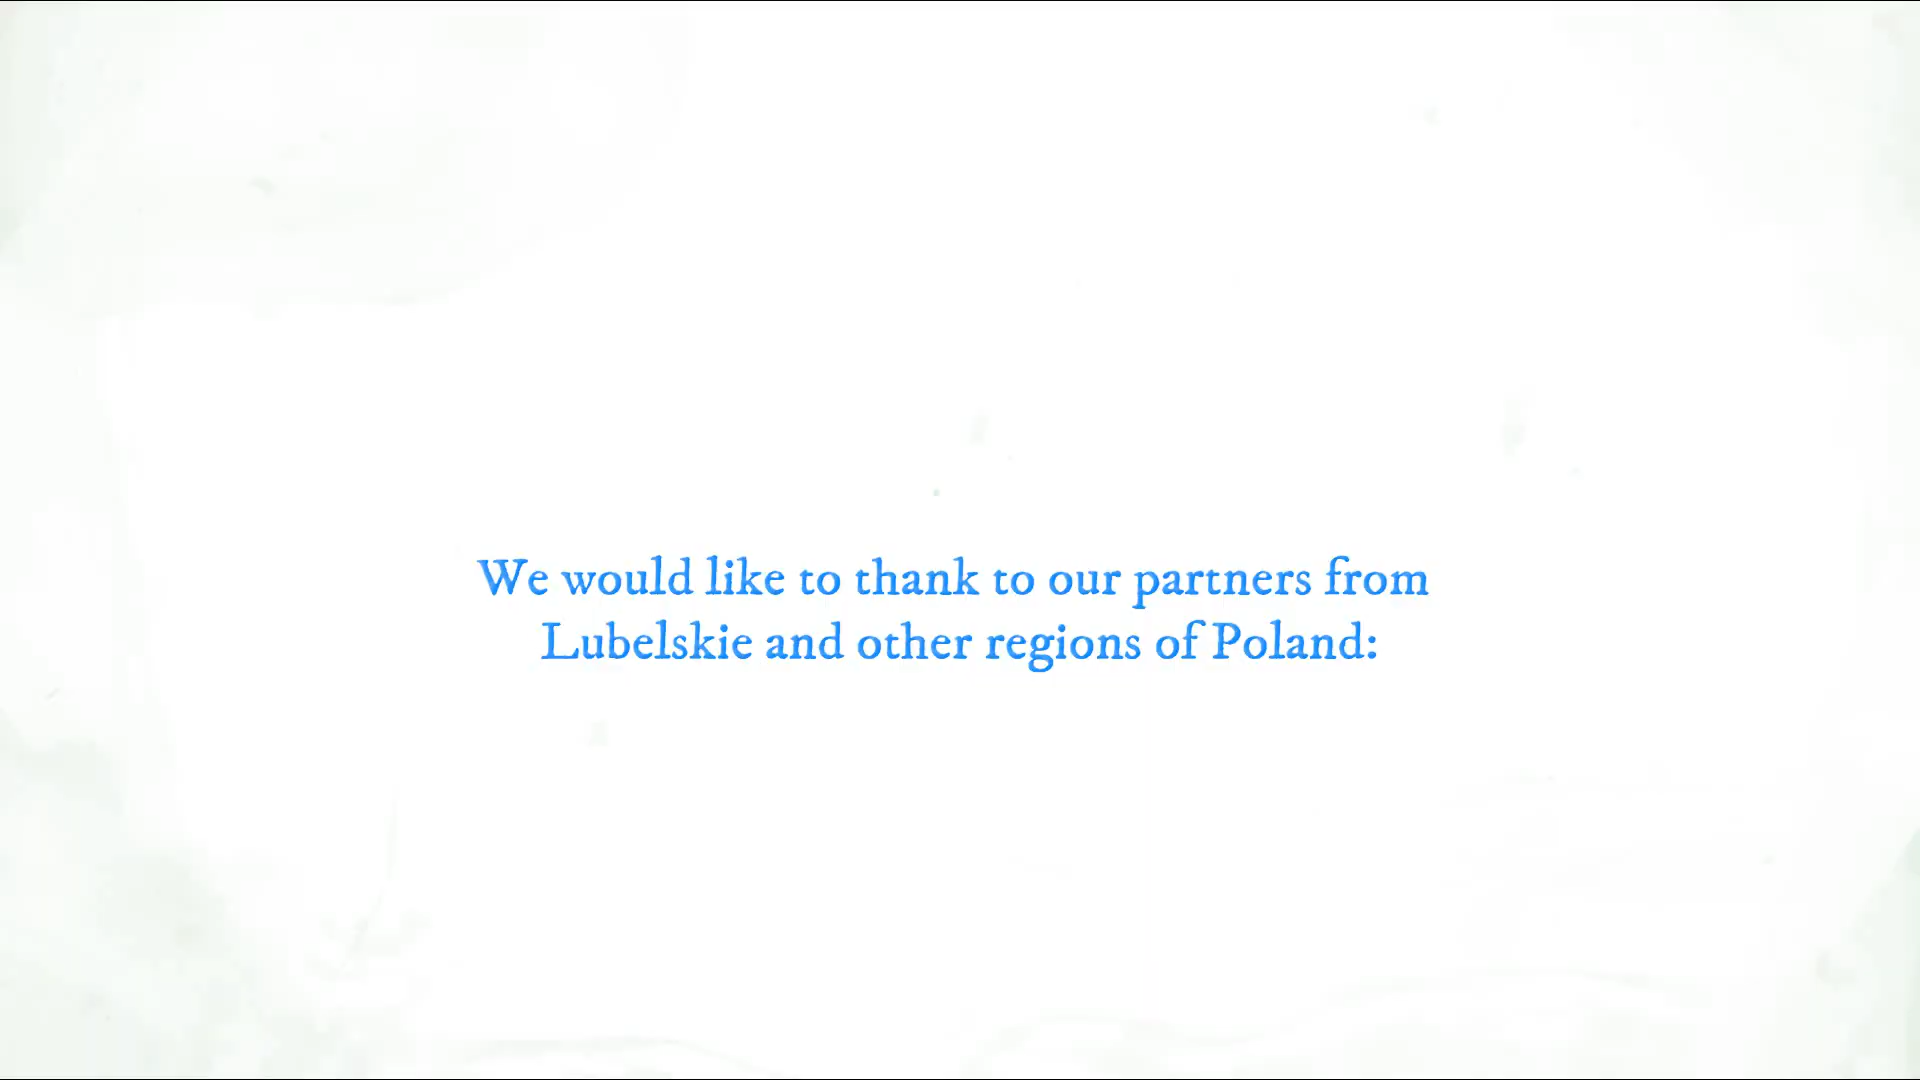 We would like to thank to our partners from
Lubelskie and other regions of Poland: